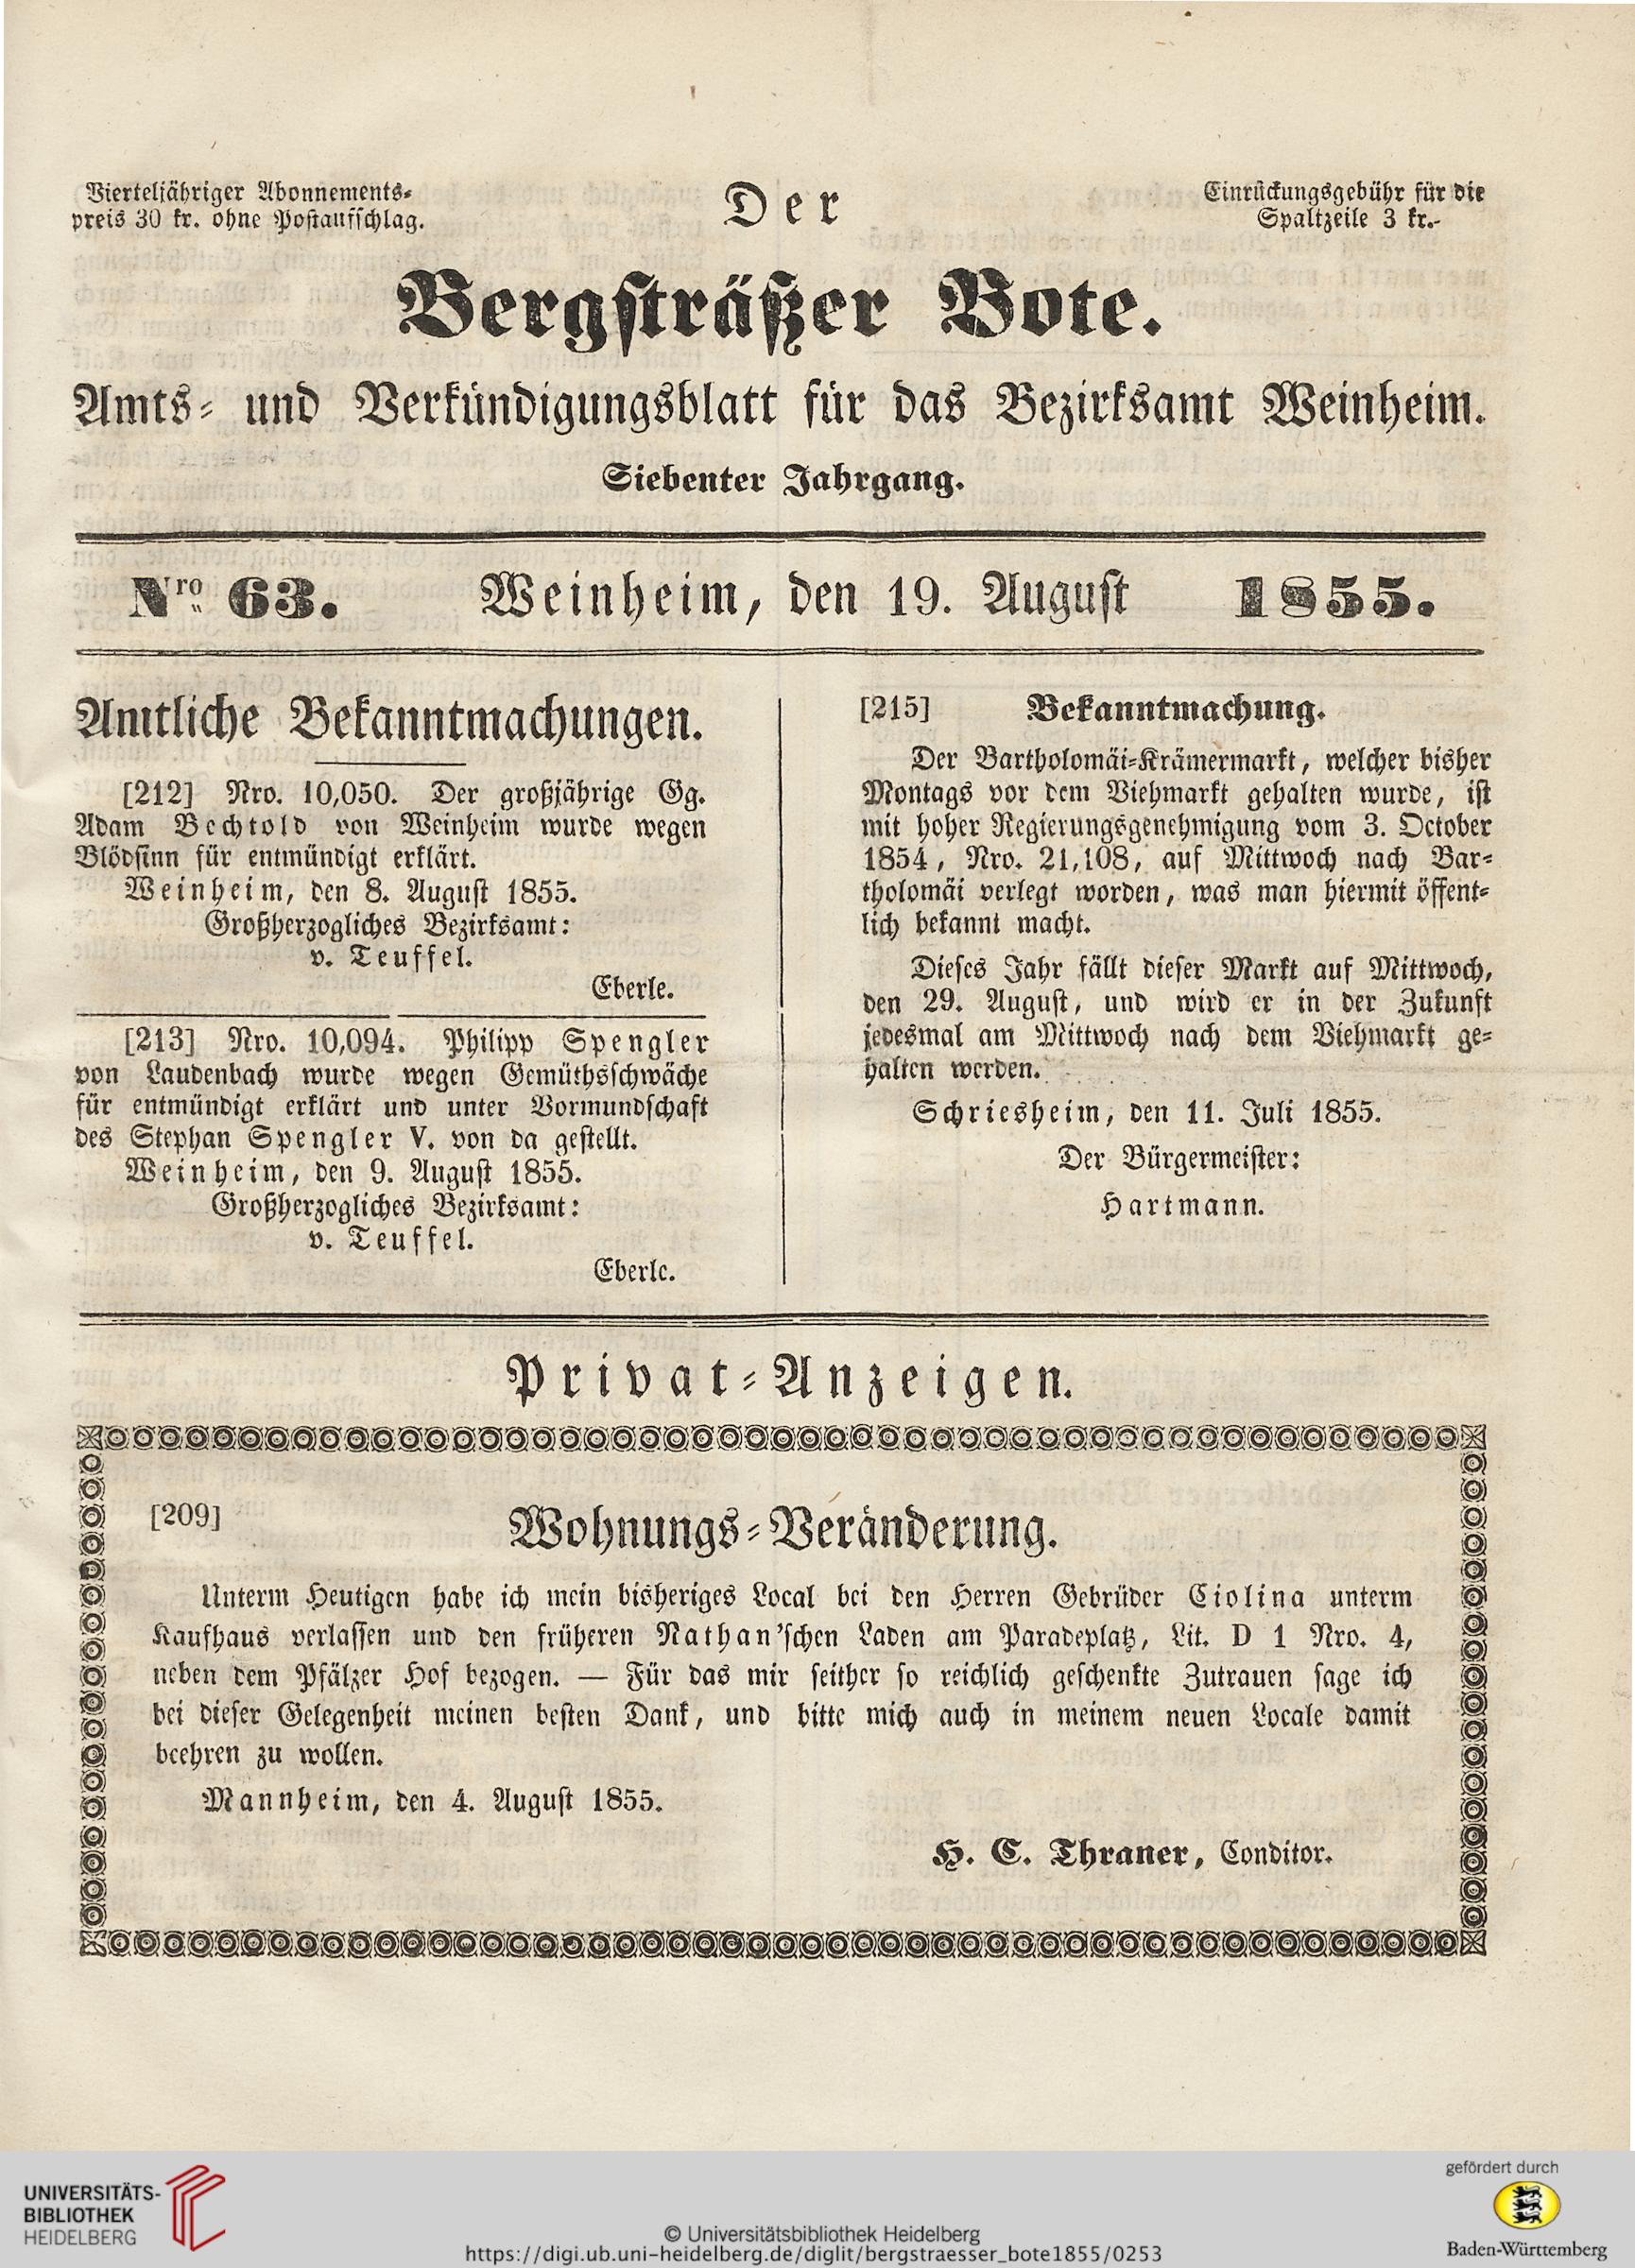 Vierteljähriger Abonnements-
preis 30 kr. ohne Postaufschlag.
Der
Einrückungsgebühr für die
Spaltzeile 3 kr.
Bergsträßer Bote.
Amts- und Verkündigungsblatt für das Bezirksamt Weinheim.
Siebenter Jahrgang.
Nro 63. Weinheim, den 19. August 1855.
Amtliche Bekanntmachungen.
[212] Nro. 10,050. Der großjährige Gg.
Adam Bechtold von Weinheim wurde wegen
Blödsinn für entmündigt erklärt.
Weinheim, den 8. August 1855.
Großherzogliches Bezirksamt:
v. Teuffel.
Eberle.
[213] Nro. 10,094. Philipp Spengler
von Laudenbach wurde wegen Gemüthsschwäche
für entmündigt erklärt und unter Vormundschaft
des Stephan Spengler V. von da gestellt.
Weinheim, den 9. August 1855.
Großherzogliches Bezirksamt:
v. Teuffel.
Eberle.
[215] Bekanntmachung.
Der Bartholomäi-Krämermarkt, welcher bisher
Montags vor dem Viehmarkt gehalten wurde, ist
mit hoher Regierungsgenehmigung vom 3. October
1854, Nro. 21,108, auf Mittwoch nach Bar-
tholomäi verlegt worden, was man hiermit öffent-
lich bekannt macht.
Dieses Jahr fällt dieser Markt auf Mittwoch,
den 29. August, und wird er in der Zukunft
jedesmal am Mittwoch nach dem Viehmarkt ge-
halten werden.
Schriesheim, den 11. Juli 1855.
Der Bürgermeister:
Hartmann.
Privat-Anzeigen.
[209] Wohnungs-Veränderung.
Unterm Heutigen habe ich mein bisheriges Local bei den Herren Gebrüder Ciolina unterm
Kaufhaus verlassen und den früheren Nathan'schen Laden am Paradeplatz, Lit. D 1 Nro. 4,
neben dem Pfälzer Hof bezogen. — Für das mir seither so reichlich geschenkte Zutrauen sage ich
bei dieser Gelegenheit meinen besten Dank, und bitte mich auch in meinem neuen Locale damit
beehren zu wollen.
Mannheim, den 4. August 1855.
H. C. Thraner, Conditor.
UNIVERSITÄTS-
BIBLIOTHEK
HEIDELBERG
© Universitätsbibliothek Heidelberg
https://digi.ub.uni-heidelberg.de/diglit/bergstraesser_bote1855/0253
gefördert durch
Baden-Württemberg